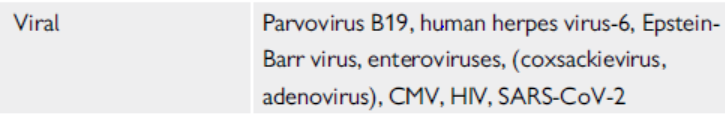 Viral
Parvovirus B19, human herpes virus-6, Epstein-
Barr virus, enteroviruses, (coxsackievirus,
adenovirus), CMV, HIV, SARS-CoV-2